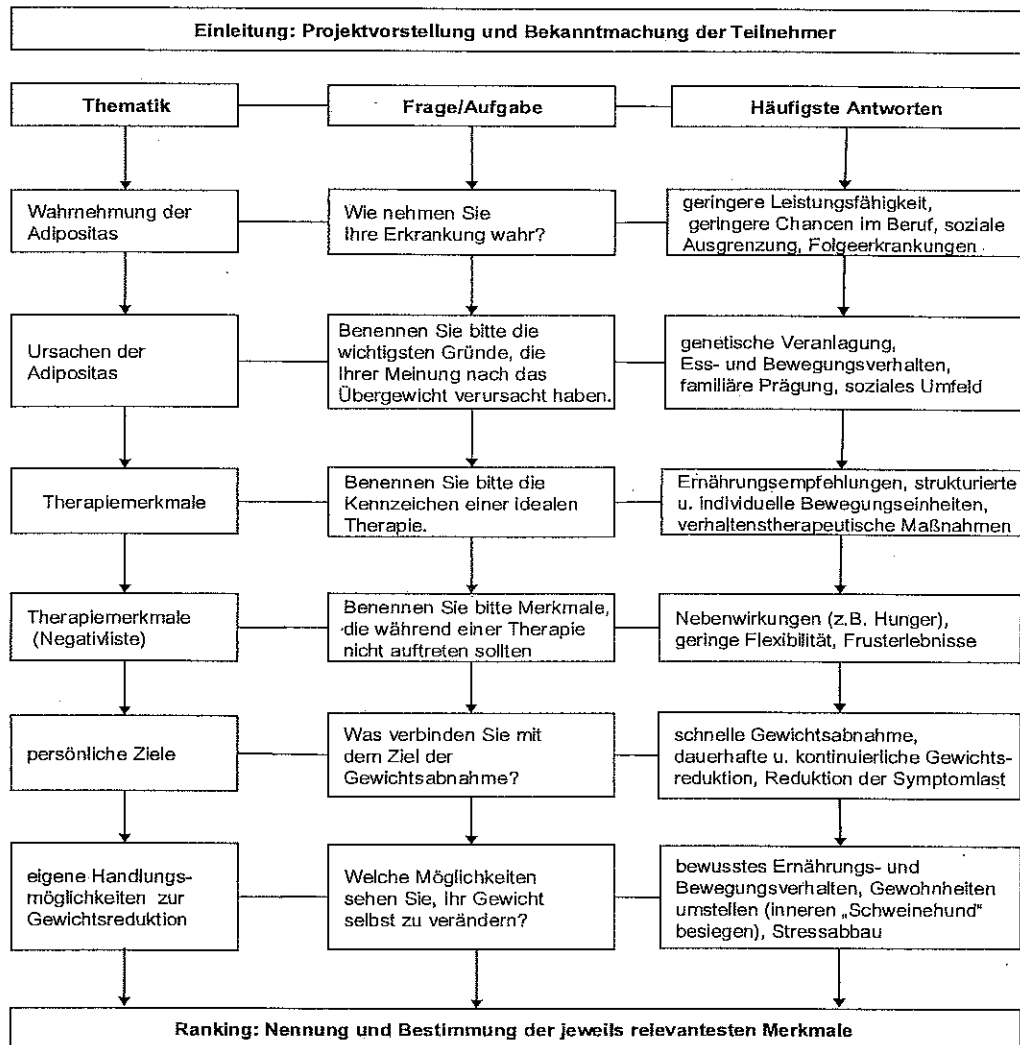 Einleitung: Projektvorstellung und Bekanntmachung der Teilnehmer
Thematik
Frage/Aufgabe
Häufigste Antworten
Wahrnehmung der
Adipositas
Wie nehmen Sie
Ihre Erkrankung wahr?
geringere Leistungsfähigkeit,
geringere Chancen im Beruf, soziale
Ausgrenzung, Folgeerkrankungen
Ursachen der
Adipositas
Benennen Sie bitte die
wichtigsten Gründe, die
Ihrer Meinung nach das
Übergewicht verursacht haben.
genetische Veranlagung,
Ess- und Bewegungsverhalten,
familiäre Prägung, soziales Umfeld
Therapiemerkmale
Benennen Sie bitte die
Kennzeichen einer idealen
Therapie.
Ernährungsempfehlungen, strukturierte
u. individuelle Bewegungseinheiten,
verhaltenstherapeutische Maßnahmen
Therapiemerkmale
(Negativliste)
Benennen Sie bitte Merkmale,
die während einer Therapie
nicht auftreten sollten
Nebenwirkungen (z.B. Hunger),
geringe Flexibilität, Frusterlebnisse
persönliche Ziele
Was verbinden Sie mit
dem Ziel der
Gewichtsabnahme?
schnelle Gewichtsabnahme,
dauerhafte u. kontinuierliche Gewichts-
reduktion, Reduktion der Symptomlast
eigene Handlungs-
möglichkeiten zur
Gewichtsreduktion
Welche Möglichkeiten
sehen Sie, Ihr Gewicht
selbst zu verändern?
bewusstes Ernährungs- und
Bewegungsverhalten, Gewohnheiten
umstellen (inneren „Schweinehund"
besiegen), Stressabbau
Ranking: Nennung und Bestimmung der jeweils relevantesten Merkmale